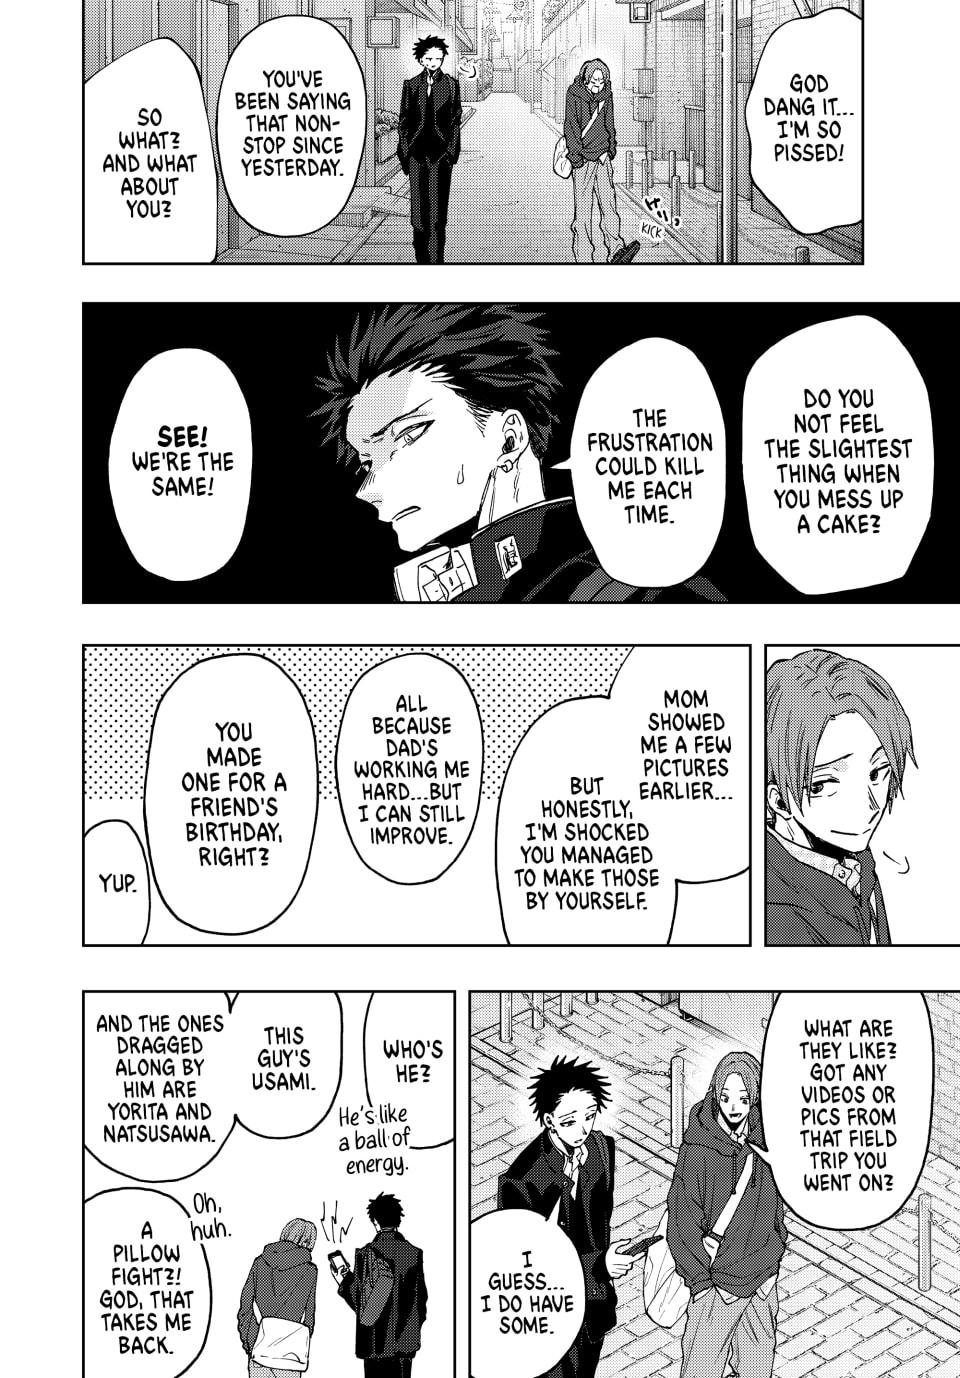 GOD
DANG IT...
I'M SO
PISSED!
メリッ
KICK
YOU'VE
BEEN SAYING
THAT NON-
STOP SINCE
YESTERDAY.
SO
WHAT?
AND WHAT
ABOUT
YOU?
DO YOU
NOT FEEL
THE SLIGHTEST
THING WHEN
YOU MESS UP
A CAKE?
THE
FRUSTRATION
COULD KILL
ME EACH
TIME.
SEE!
WE'RE THE
SAME!
MOM
SHOWED
ME A FEW
PICTURES
EARLIER...
BUT
HONESTLY,
I'M SHOCKED
YOU MANAGED
TO MAKE THOSE
BY YOURSELF.
ALL
BECAUSE
DAD'S
WORKING ME
HARD...BUT
I CAN STILL
IMPROVE.
YOU
MADE
ONE FOR A
FRIEND'S
BIRTHDAY,
RIGHT?
YUP.
WHAT ARE
THEY LIKE?
GOT ANY
VIDEOS OR
PICS FROM
THAT FIELD
TRIP YOU
WENT ON?
I
GUESS...
I DO HAVE
SOME.
WHO'S
HE?
THIS
GUY'S
USAMI.
He's like
a ball of
energy.
AND THE ONES
DRAGGED
ALONG BY
HIM ARE
YORITA AND
NATSUSAWA.
Oh,
huh.
A
PILLOW
FIGHT?!
GOD, THAT
TAKES ME
BACK.